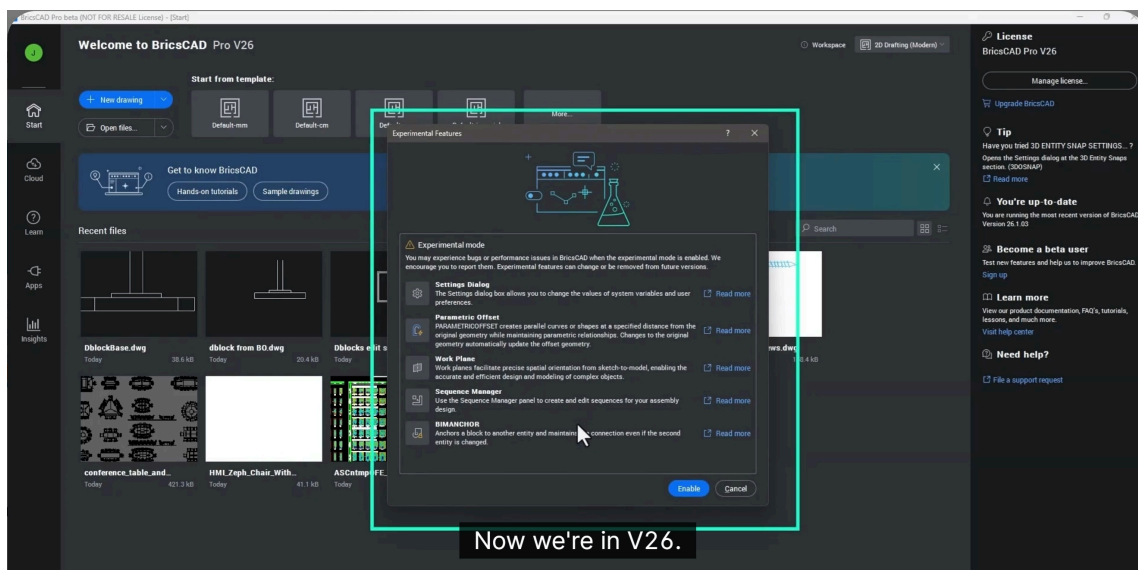 BricsCAD Pro beta (NOT FOR RESALE License) - [Start]
J
Start
Cloud
Learn
Apps
Insights
Welcome to BricsCAD Pro V26
Workspace
2D Drafting (Modern)
Start from template:
New drawing
Open files...
Default-mm
Default-cm
More...
Get to know BricsCAD
Hands-on tutorials
Sample drawings
Recent files
Search
DblockBase.dwg
Today 38.6 kB
dblock from BO.dwg
Today 20.4 kB
Dblocks edit s
Today
conference_table_and...
Today 421.3 kB
HMI_Zeph_Chair_With...
Today 41.1 kB
Today
Experimental Features
? ×
Experimental mode
You may experience bugs or performance issues in BricsCAD when the experimental mode is enabled. We
encourage you to report them. Experimental features can change or be removed from future versions.
Settings Dialog
The Settings dialog box allows you to change the values of system variables and user
preferences.
Read more
Parametric Offset
PARAMETRICOFFSET creates parallel curves or shapes at a specified distance from the
original geometry while maintaining parametric relationships. Changes to the original
geometry automatically update the offset geometry.
Read more
Work Plane
Work planes facilitate precise spatial orientation from sketch-to-model, enabling the
accurate and efficient design and modeling of complex objects.
Read more
Sequence Manager
Use the Sequence Manager panel to create and edit sequences for your assembly
design.
Read more
BIMANCHOR
Anchors a block to another entity and maintains connection even if the second
entity is changed.
Read more
Enable
Cancel
License
BricsCAD Pro V26
Manage license...
Upgrade BricsCAD
Tip
Have you tried 3D ENTITY SNAP SETTINGS... ?
Opens the Settings dialog at the 3D Entity Snaps
section. (3DOSNAP)
Read more
You're up-to-date
You are running the most recent version of BricsCAD
Version 26.1.03
Become a beta user
Test new features and help us to improve BricsCAD.
Sign up
Learn more
View our product documentation, FAQ's, tutorials,
lessons, and much more.
Visit help center
Need help?
File a support request
Now we're in V26.